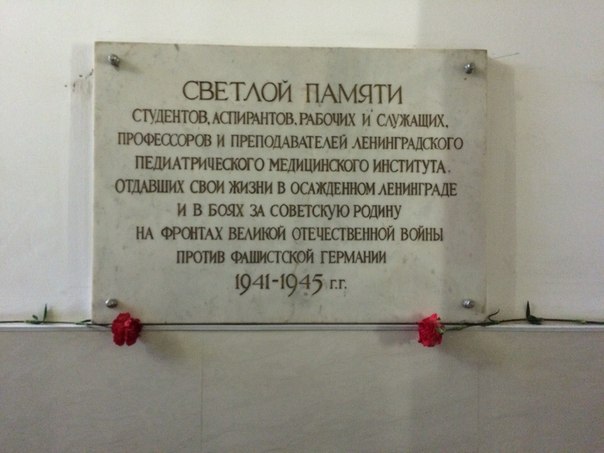 СВЕТЛОЙ ПАМЯТИ
СТУДЕНТОВ, АСПИРАНТОВ, РАБОЧИХ И СЛУЖАЩИХ,
ПРОФЕССОРОВ И ПРЕПОДАВАТЕЛЕЙ ЛЕНИНГРАДСКОГО
ПЕДИАТРИЧЕСКОГО МЕДИЦИНСКОГО ИНСТИТУТА,
ОТДАВШИХ СВОИ ЖИЗНИ В ОСАЖДЕННОМ ЛЕНИНГРАДЕ
И В БОЯХ ЗА СОВЕТСКУЮ РОДИНУ
НА ФРОНТАХ ВЕЛИКОЙ ОТЕЧЕСТВЕННОЙ ВОЙНЫ
ПРОТИВ ФАШИСТСКОЙ ГЕРМАНИИ
1941-1945 г.г.